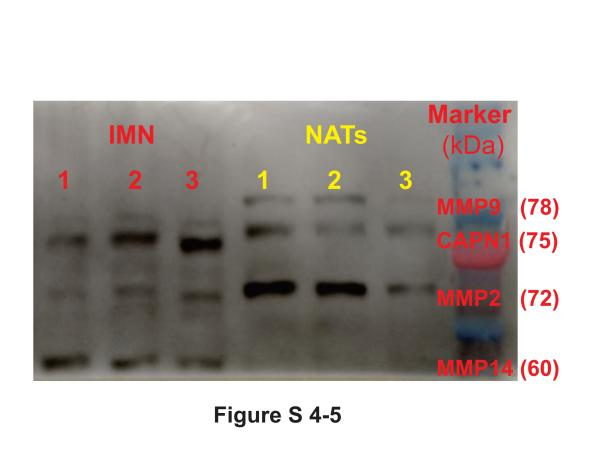 IMN
NATs
Marker
(kDa)
1 2 3
1 2 3
MMP9 (78)
CAPN1 (75)
MMP2 (72)
MMP14 (60)
Figure S 4-5